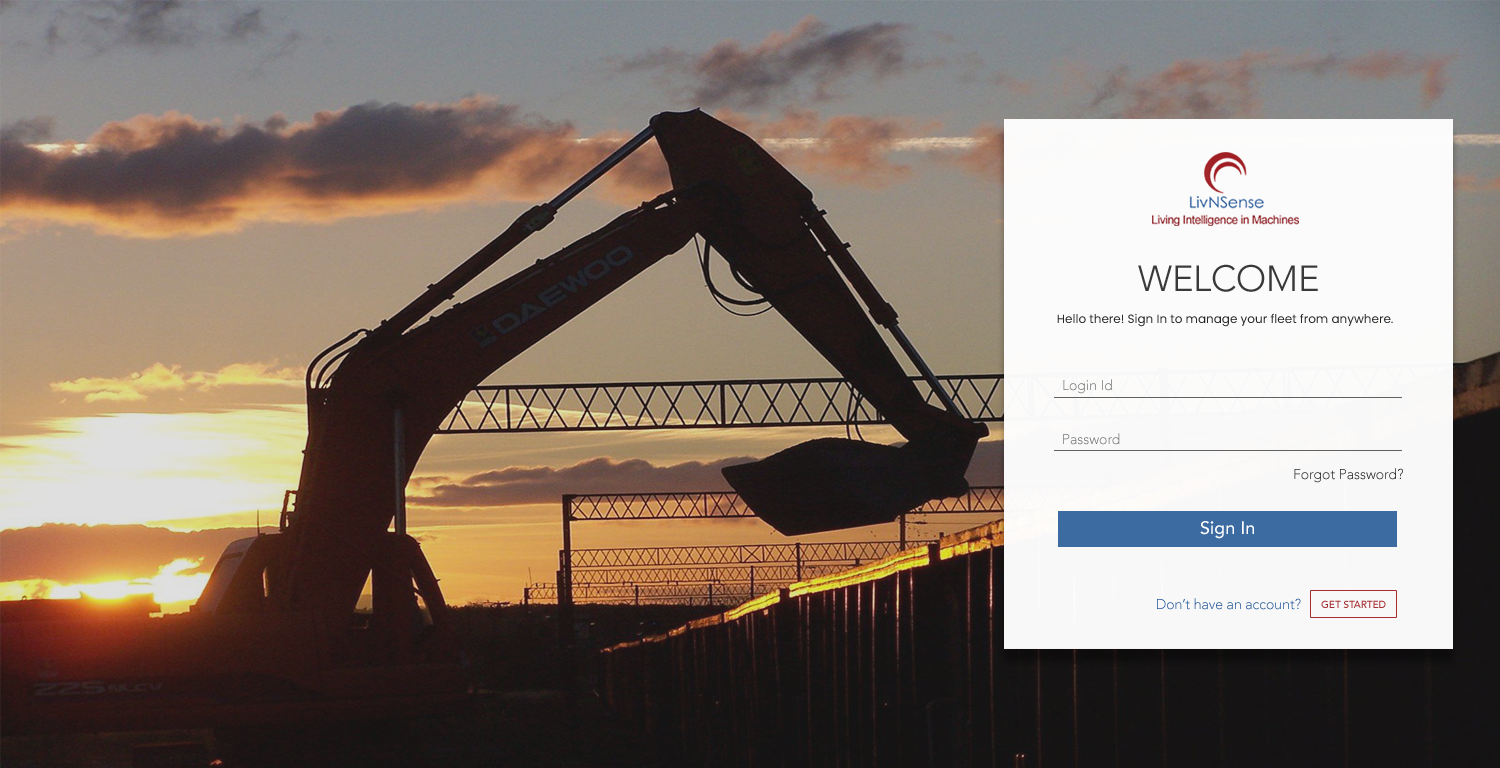 DAEWOO
LivNSense
Living Intelligence in Machines
WELCOME
Hello there! Sign In to manage your fleet from anywhere.
Login Id
Password
Forgot Password?
Sign In
Don't have an account? GET STARTED